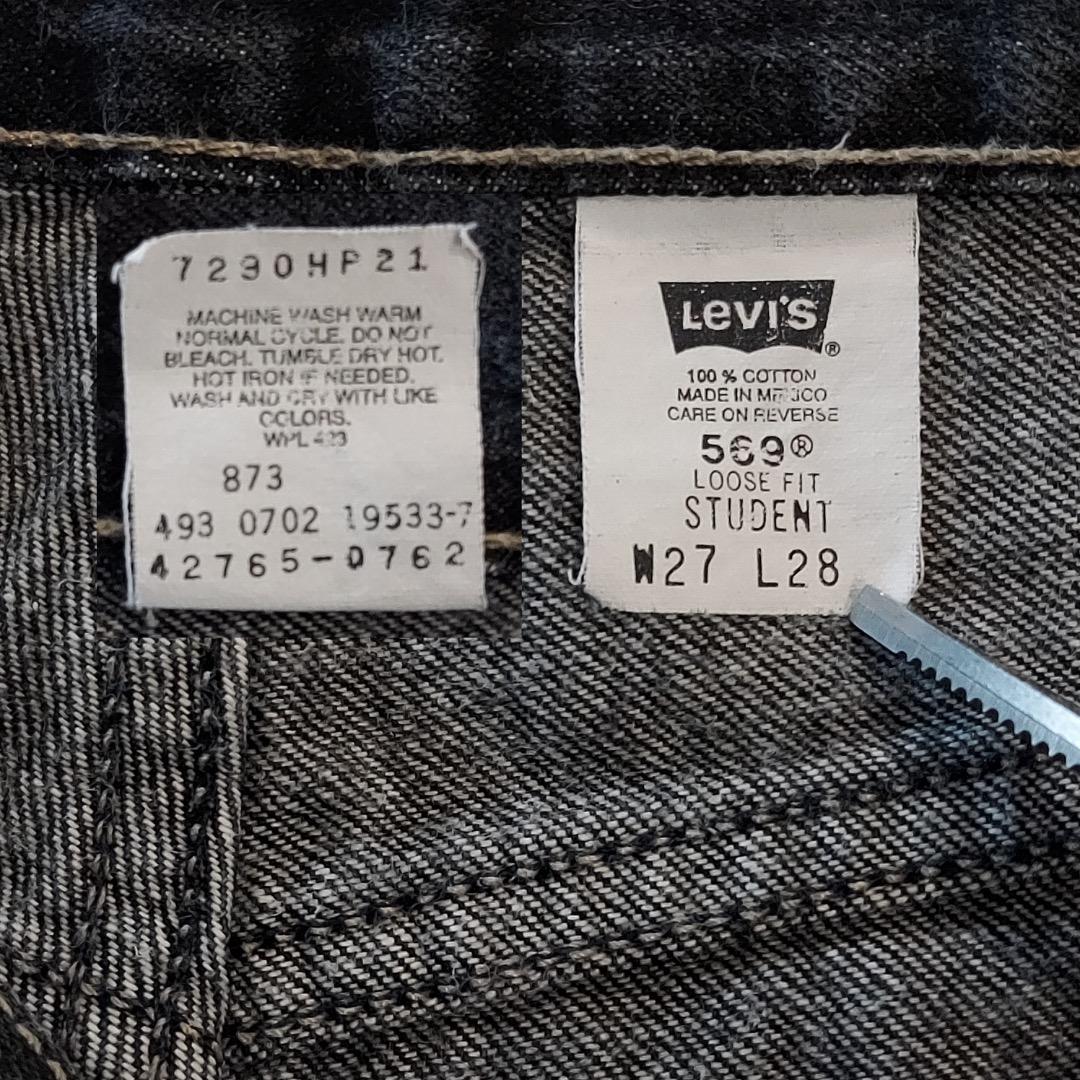 7290HP21
MACHINE WASH WARM
NORMAL CYCLE. DO NOT
BLEACH. TUMBLE DRY HOT.
HOT IRON IF NEEDED.
WASH AND DRY WITH LIKE
COLORS.
WPL 423
873
493 0702 19533-7
42765-0762
LEVI'S®
100 % COTTON
MADE IN MEXICO
CARE ON REVERSE
569®
LOOSE FIT
STUDENT
W27 L28